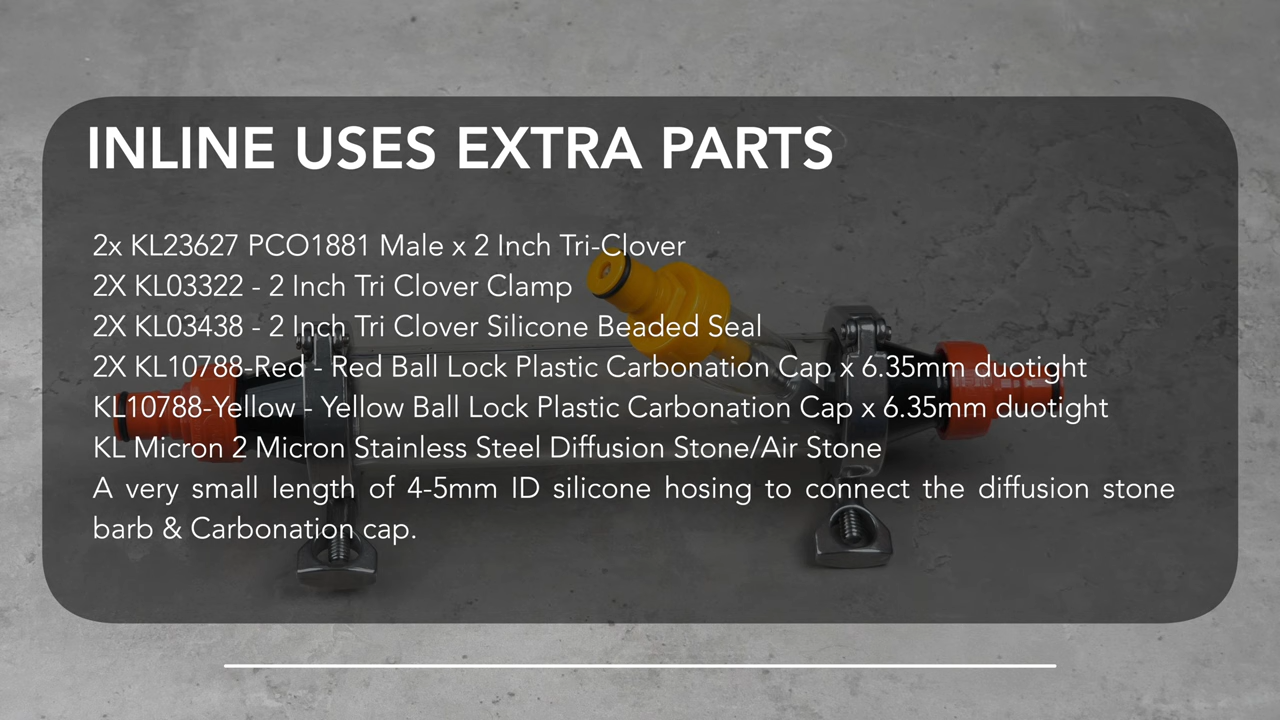 INLINE USES EXTRA PARTS
2x KL23627 PCO1881 Male x 2 Inch Tri-Clover
2X KL03322 - 2 Inch Tri Clover Clamp
2X KL03438 - 2 Inch Tri Clover Silicone Beaded Seal
2X KL10788-Red - Red Ball Lock Plastic Carbonation Cap x 6.35mm duotight
KL10788-Yellow - Yellow Ball Lock Plastic Carbonation Cap x 6.35mm duotight
KL Micron 2 Micron Stainless Steel Diffusion Stone/Air Stone
A very small length of 4-5mm ID silicone hosing to connect the diffusion stone
barb & Carbonation cap.